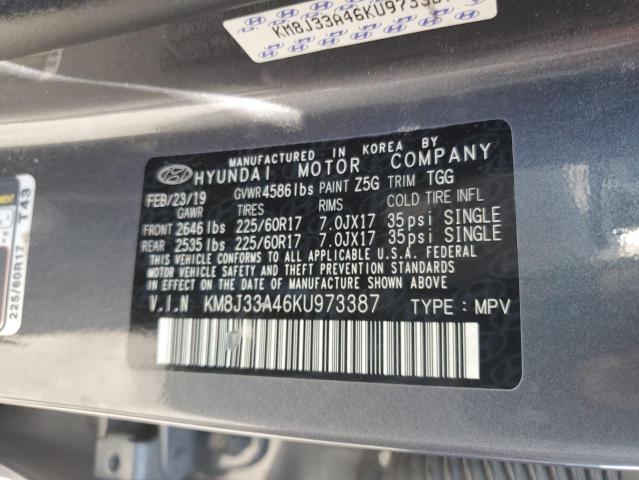 HYUNDAI
KM8J33A46KU973387
MANUFACTURED IN KOREA BY
HYUNDAI MOTOR COMPANY
FEB/23/19 GVWR4586lbs PAINT Z5G TRIM TGG
GAWR TIRES RIMS COLD TIRE INFL
FRONT 2646 lbs 225/60R17 7.0JX17 35psi SINGLE
REAR 2535 lbs 225/60R17 7.0JX17 35psi SINGLE
THIS VEHICLE CONFORMS TO ALL APPLICABLE U.S.A. FEDERAL
MOTOR VEHICLE SAFETY AND THEFT PREVENTION STANDARDS
IN EFFECT ON THE DATE OF MANUFACTURE SHOWN ABOVE.
V.I.N KM8J33A46KU973387 TYPE : MPV
225/60R17 T43